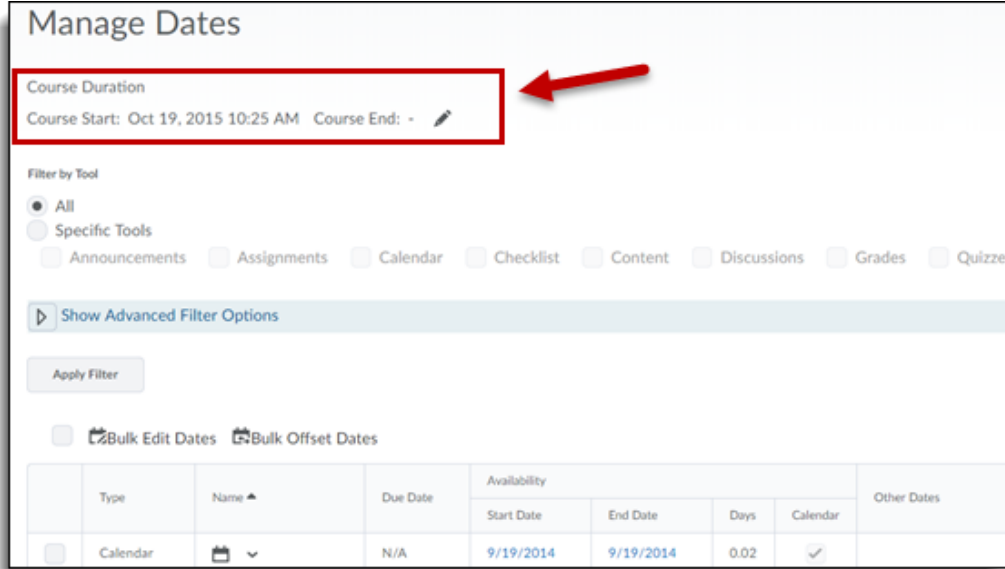 Manage Dates
Course Duration
Course Start: Oct 19, 2015 10:25 AM Course End: -
Filter by Tool
All
Specific Tools
Announcements Assignments Calendar Checklist Content Discussions Grades Quizze
Show Advanced Filter Options
Apply Filter
Bulk Edit Dates Bulk Offset Dates
Availability
Type Name Due Date Other Dates
Start Date End Date Days Calendar
Calendar N/A 9/19/2014 9/19/2014 0.02